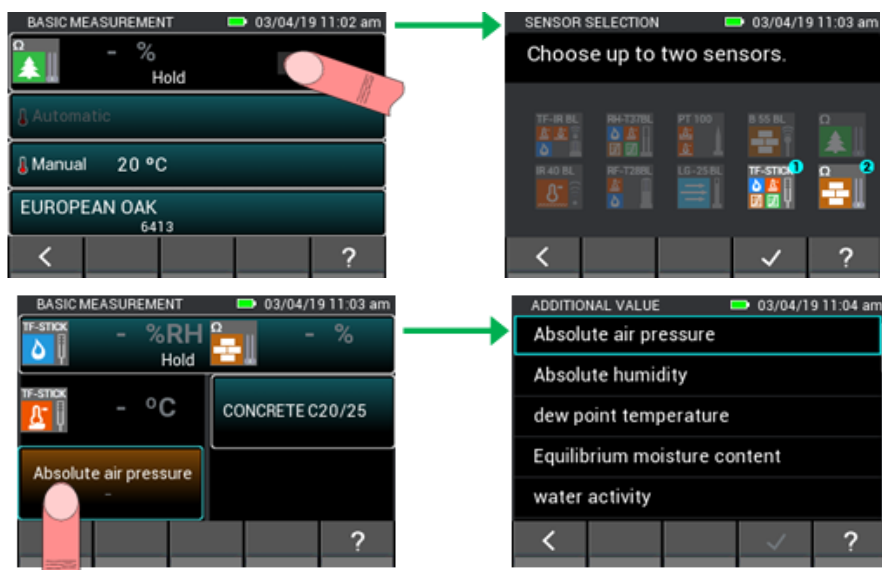 BASIC MEASUREMENT 03/04/19 11:02 am
Ω
- %
Hold
Automatic
Manual 20 °C
EUROPEAN OAK
6413
< ?
SENSOR SELECTION 03/04/19 11:03 am
Choose up to two sensors.
TF-IR BL RH-T37BL PT 100 B 55 BL Ω
IR 40 BL RF-T28BL LG-25BL TF-STICK 1 Ω 2
< ✓ ?
BASIC MEASUREMENT 03/04/19 11:03 am
TF-STICK - %RH Ω - %
Hold
TF-STICK - °C CONCRETE C20/25
Absolute air pressure
-
?
ADDITIONAL VALUE 03/04/19 11:04 am
Absolute air pressure
Absolute humidity
dew point temperature
Equilibrium moisture content
water activity
< ✓ ?